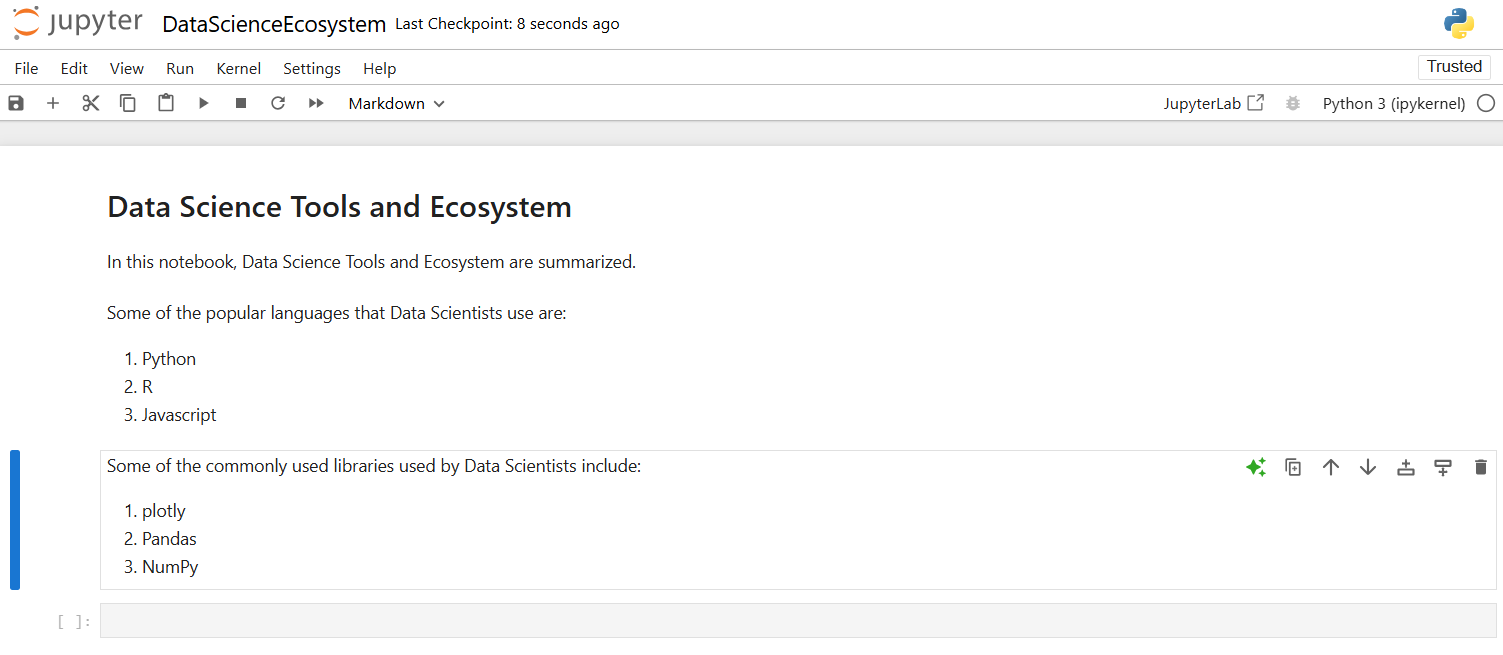 jupyter DataScienceEcosystem Last Checkpoint: 8 seconds ago
File Edit View Run Kernel Settings Help Trusted
Markdown JupyterLab Python 3 (ipykernel)
Data Science Tools and Ecosystem
In this notebook, Data Science Tools and Ecosystem are summarized.
Some of the popular languages that Data Scientists use are:
1. Python
2. R
3. Javascript
Some of the commonly used libraries used by Data Scientists include:
1. plotly
2. Pandas
3. NumPy
[ ]: